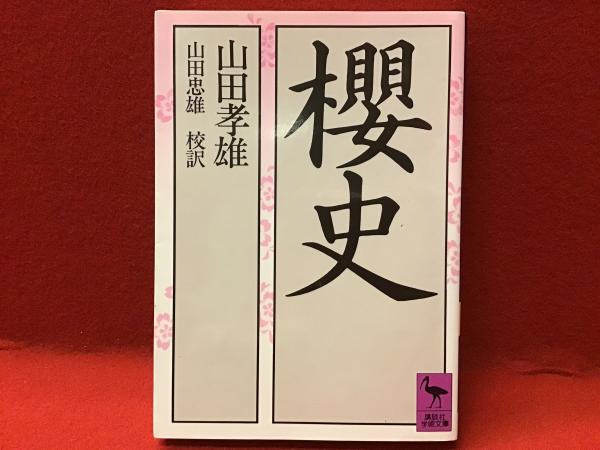 櫻史
山田孝雄
山田忠雄 校訳
講談社
学術文庫